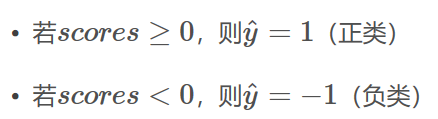 • 若scores ≥ 0，则ŷ = 1（正类）
• 若scores < 0，则ŷ = −1（负类）